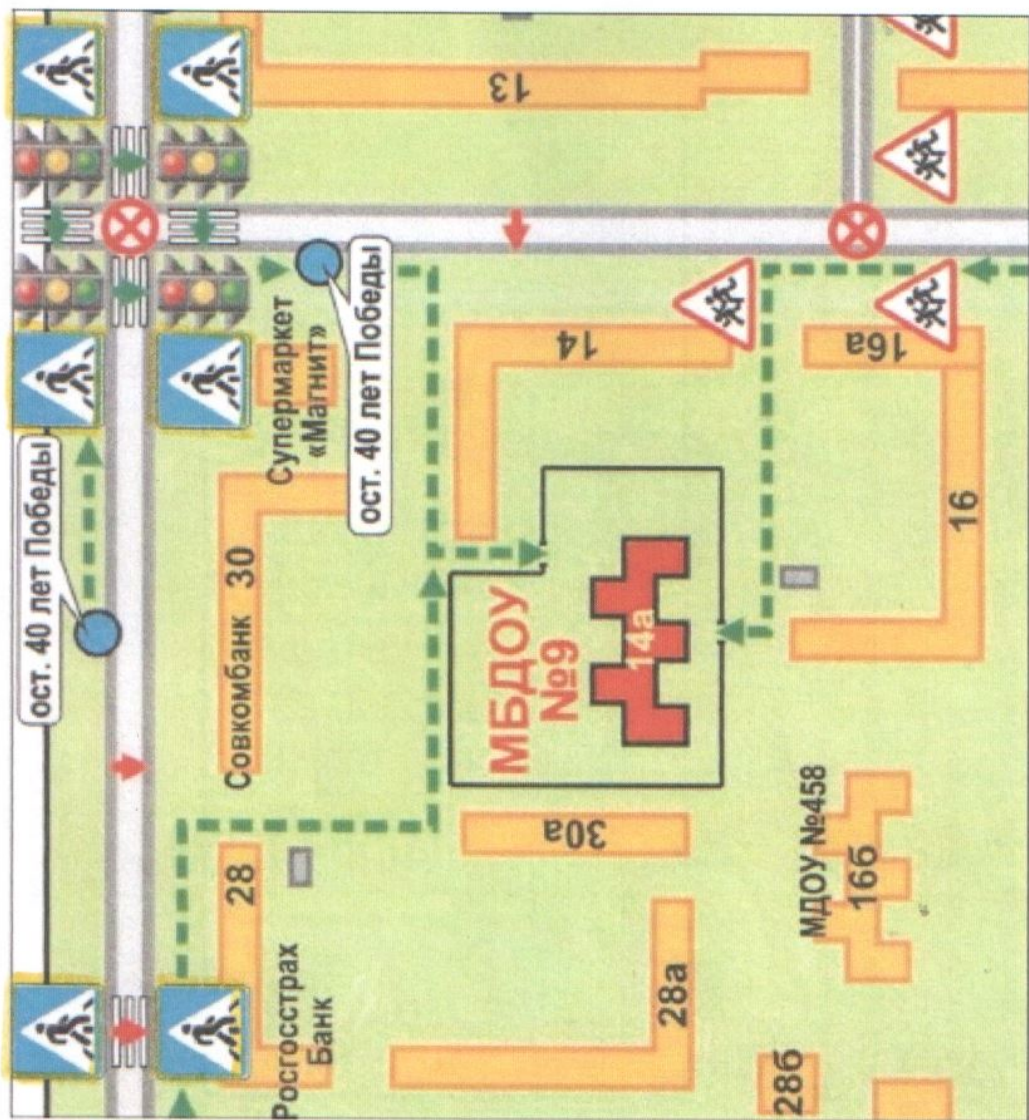 13
ост. 40 лет Победы
Супермаркет
«Магнит»
ост. 40 лет Победы
14
16а
Совкомбанк 30
16
МБДОУ
№9
14а
28
30а
МДОУ №458
16б
Росгосстрах
Банк
28а
28б